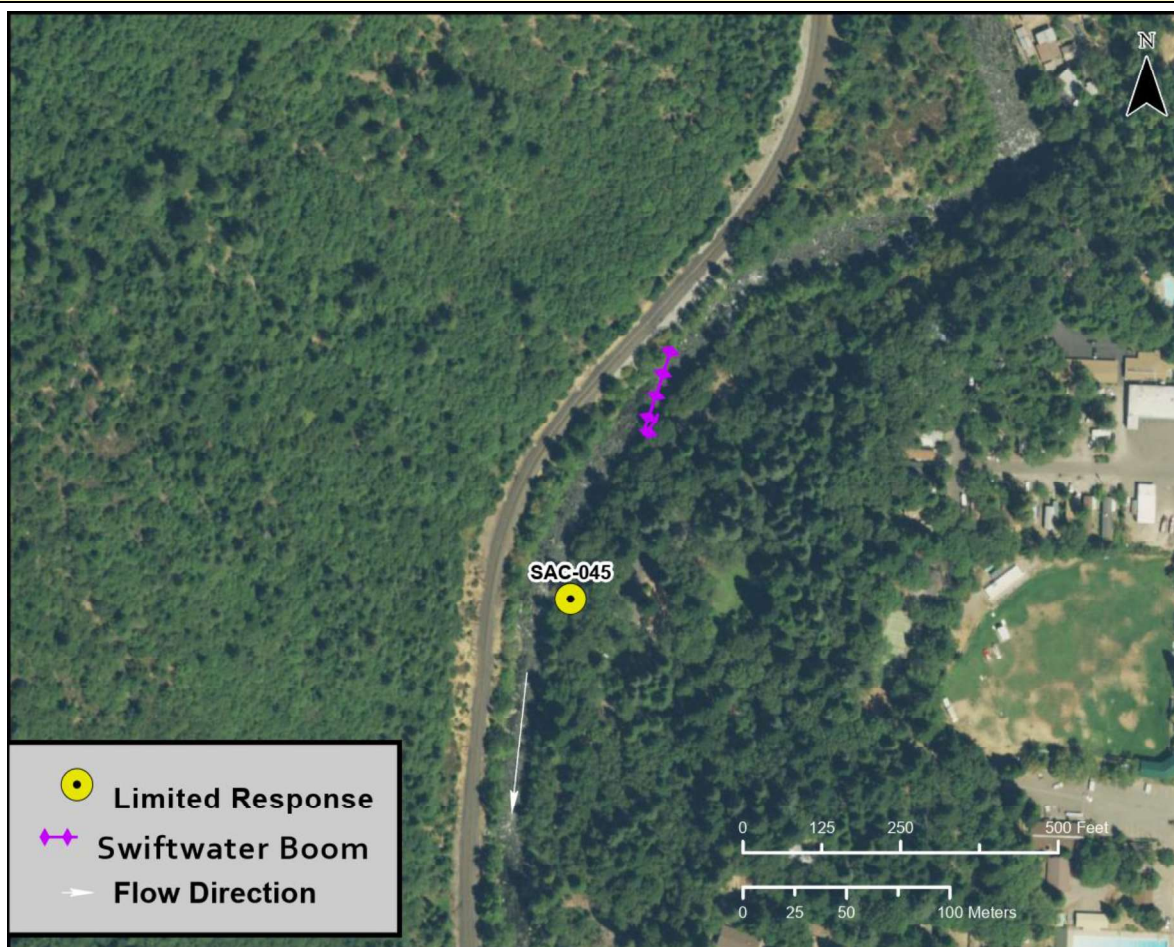 N
SAC-045
Limited Response
Swiftwater Boom
Flow Direction
0 125 250 500 Feet
0 25 50 100 Meters